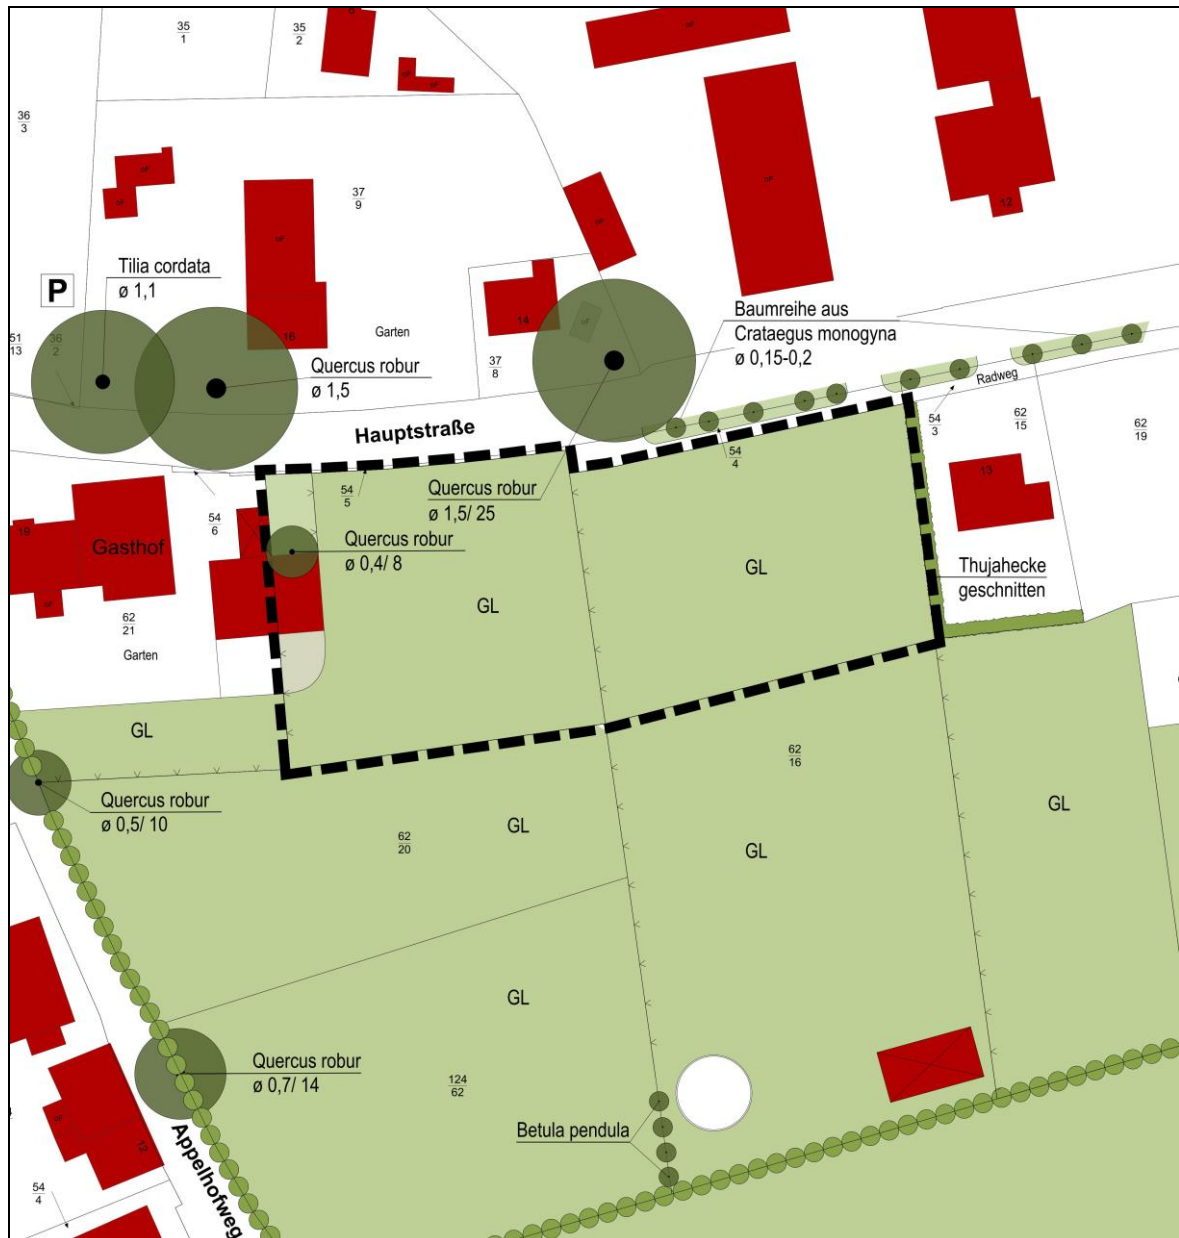 35
1
35
2
36
3
37
9
12
Tilia cordata
ø 1,1
P
51
13
36
2
16
Garten
14
37
8
Quercus robur
ø 1,5
Baumreihe aus
Crataegus monogyna
ø 0,15-0,2
Radweg
Hauptstraße
54
3
62
15
62
19
54
4
13
54
5
Quercus robur
ø 1,5/ 25
54
6
Quercus robur
ø 0,4/ 8
19
Gasthof
GL
GL
Thujahecke
geschnitten
62
21
Garten
GL
62
16
Quercus robur
ø 0,5/ 10
62
20
GL
GL
GL
GL
Quercus robur
ø 0,7/ 14
124
62
Betula pendula
12
Appelhofweg
54
4